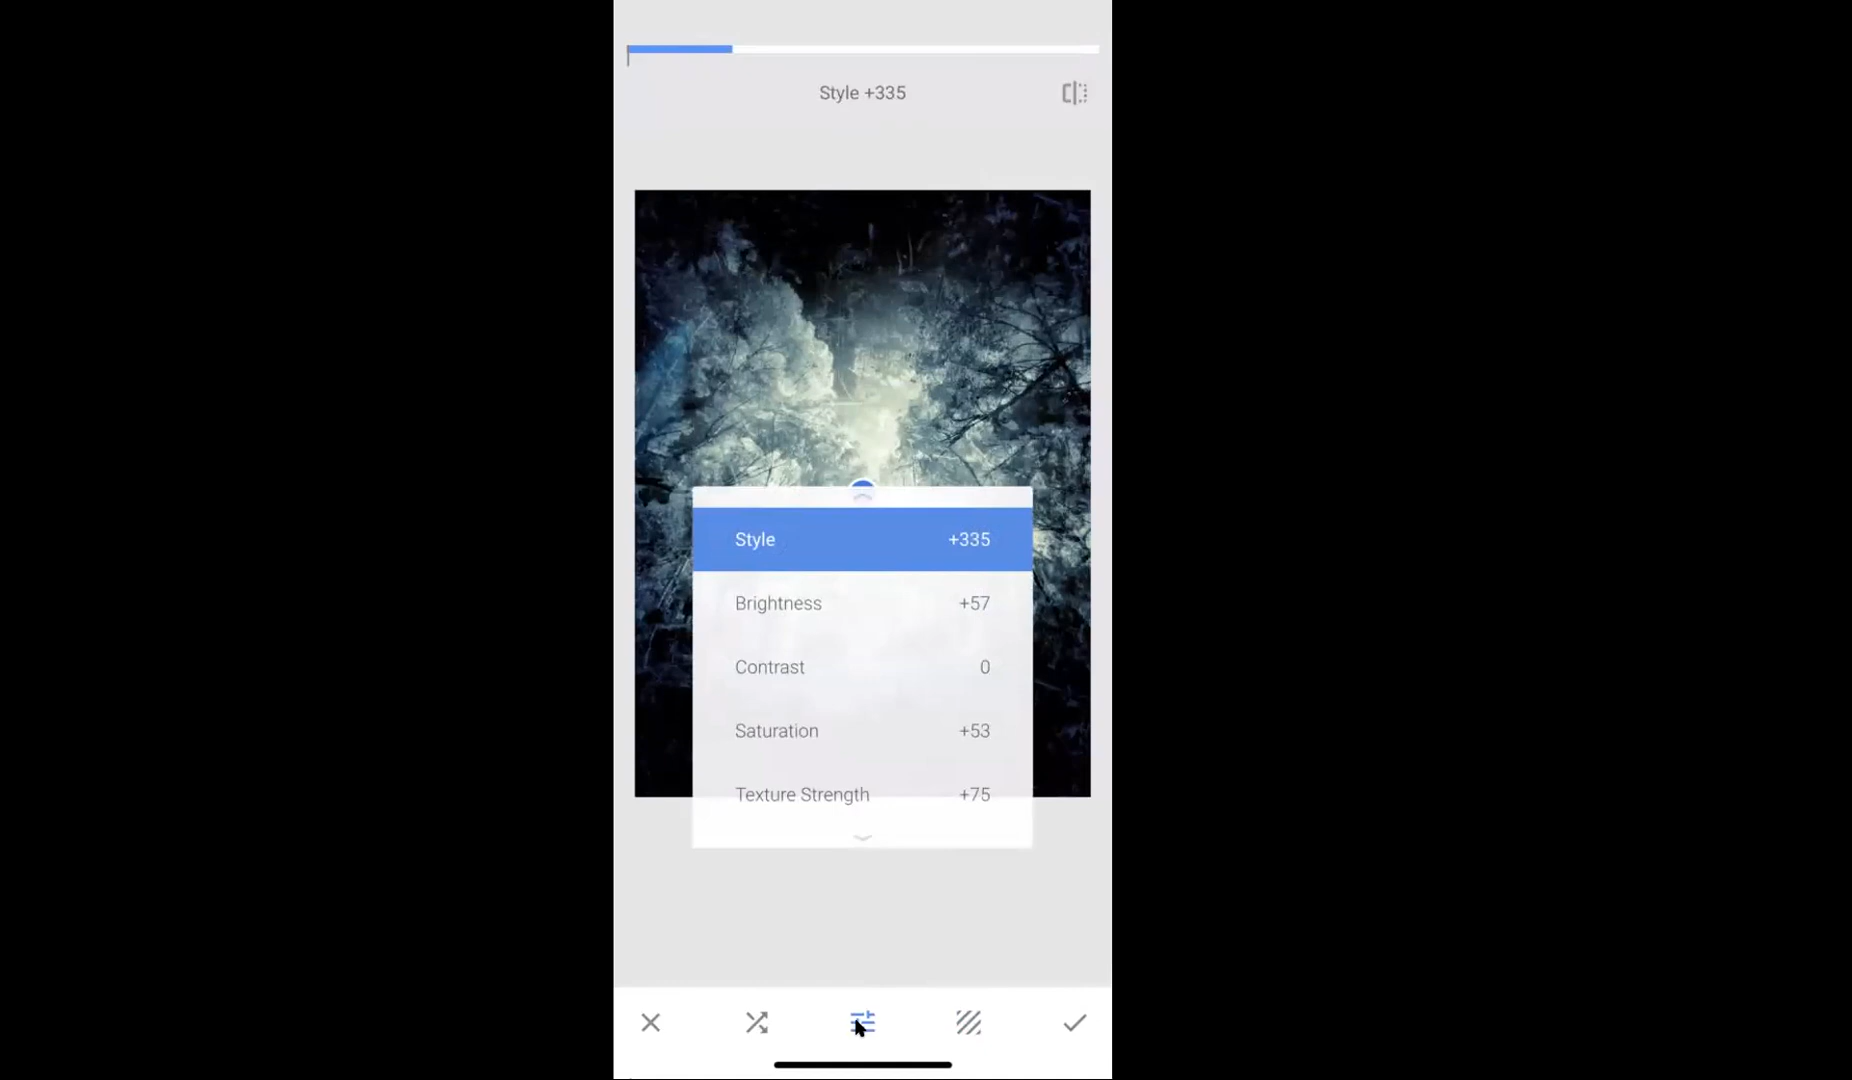 Style +335
Style +335
Brightness +57
Contrast 0
Saturation +53
Texture Strength +75